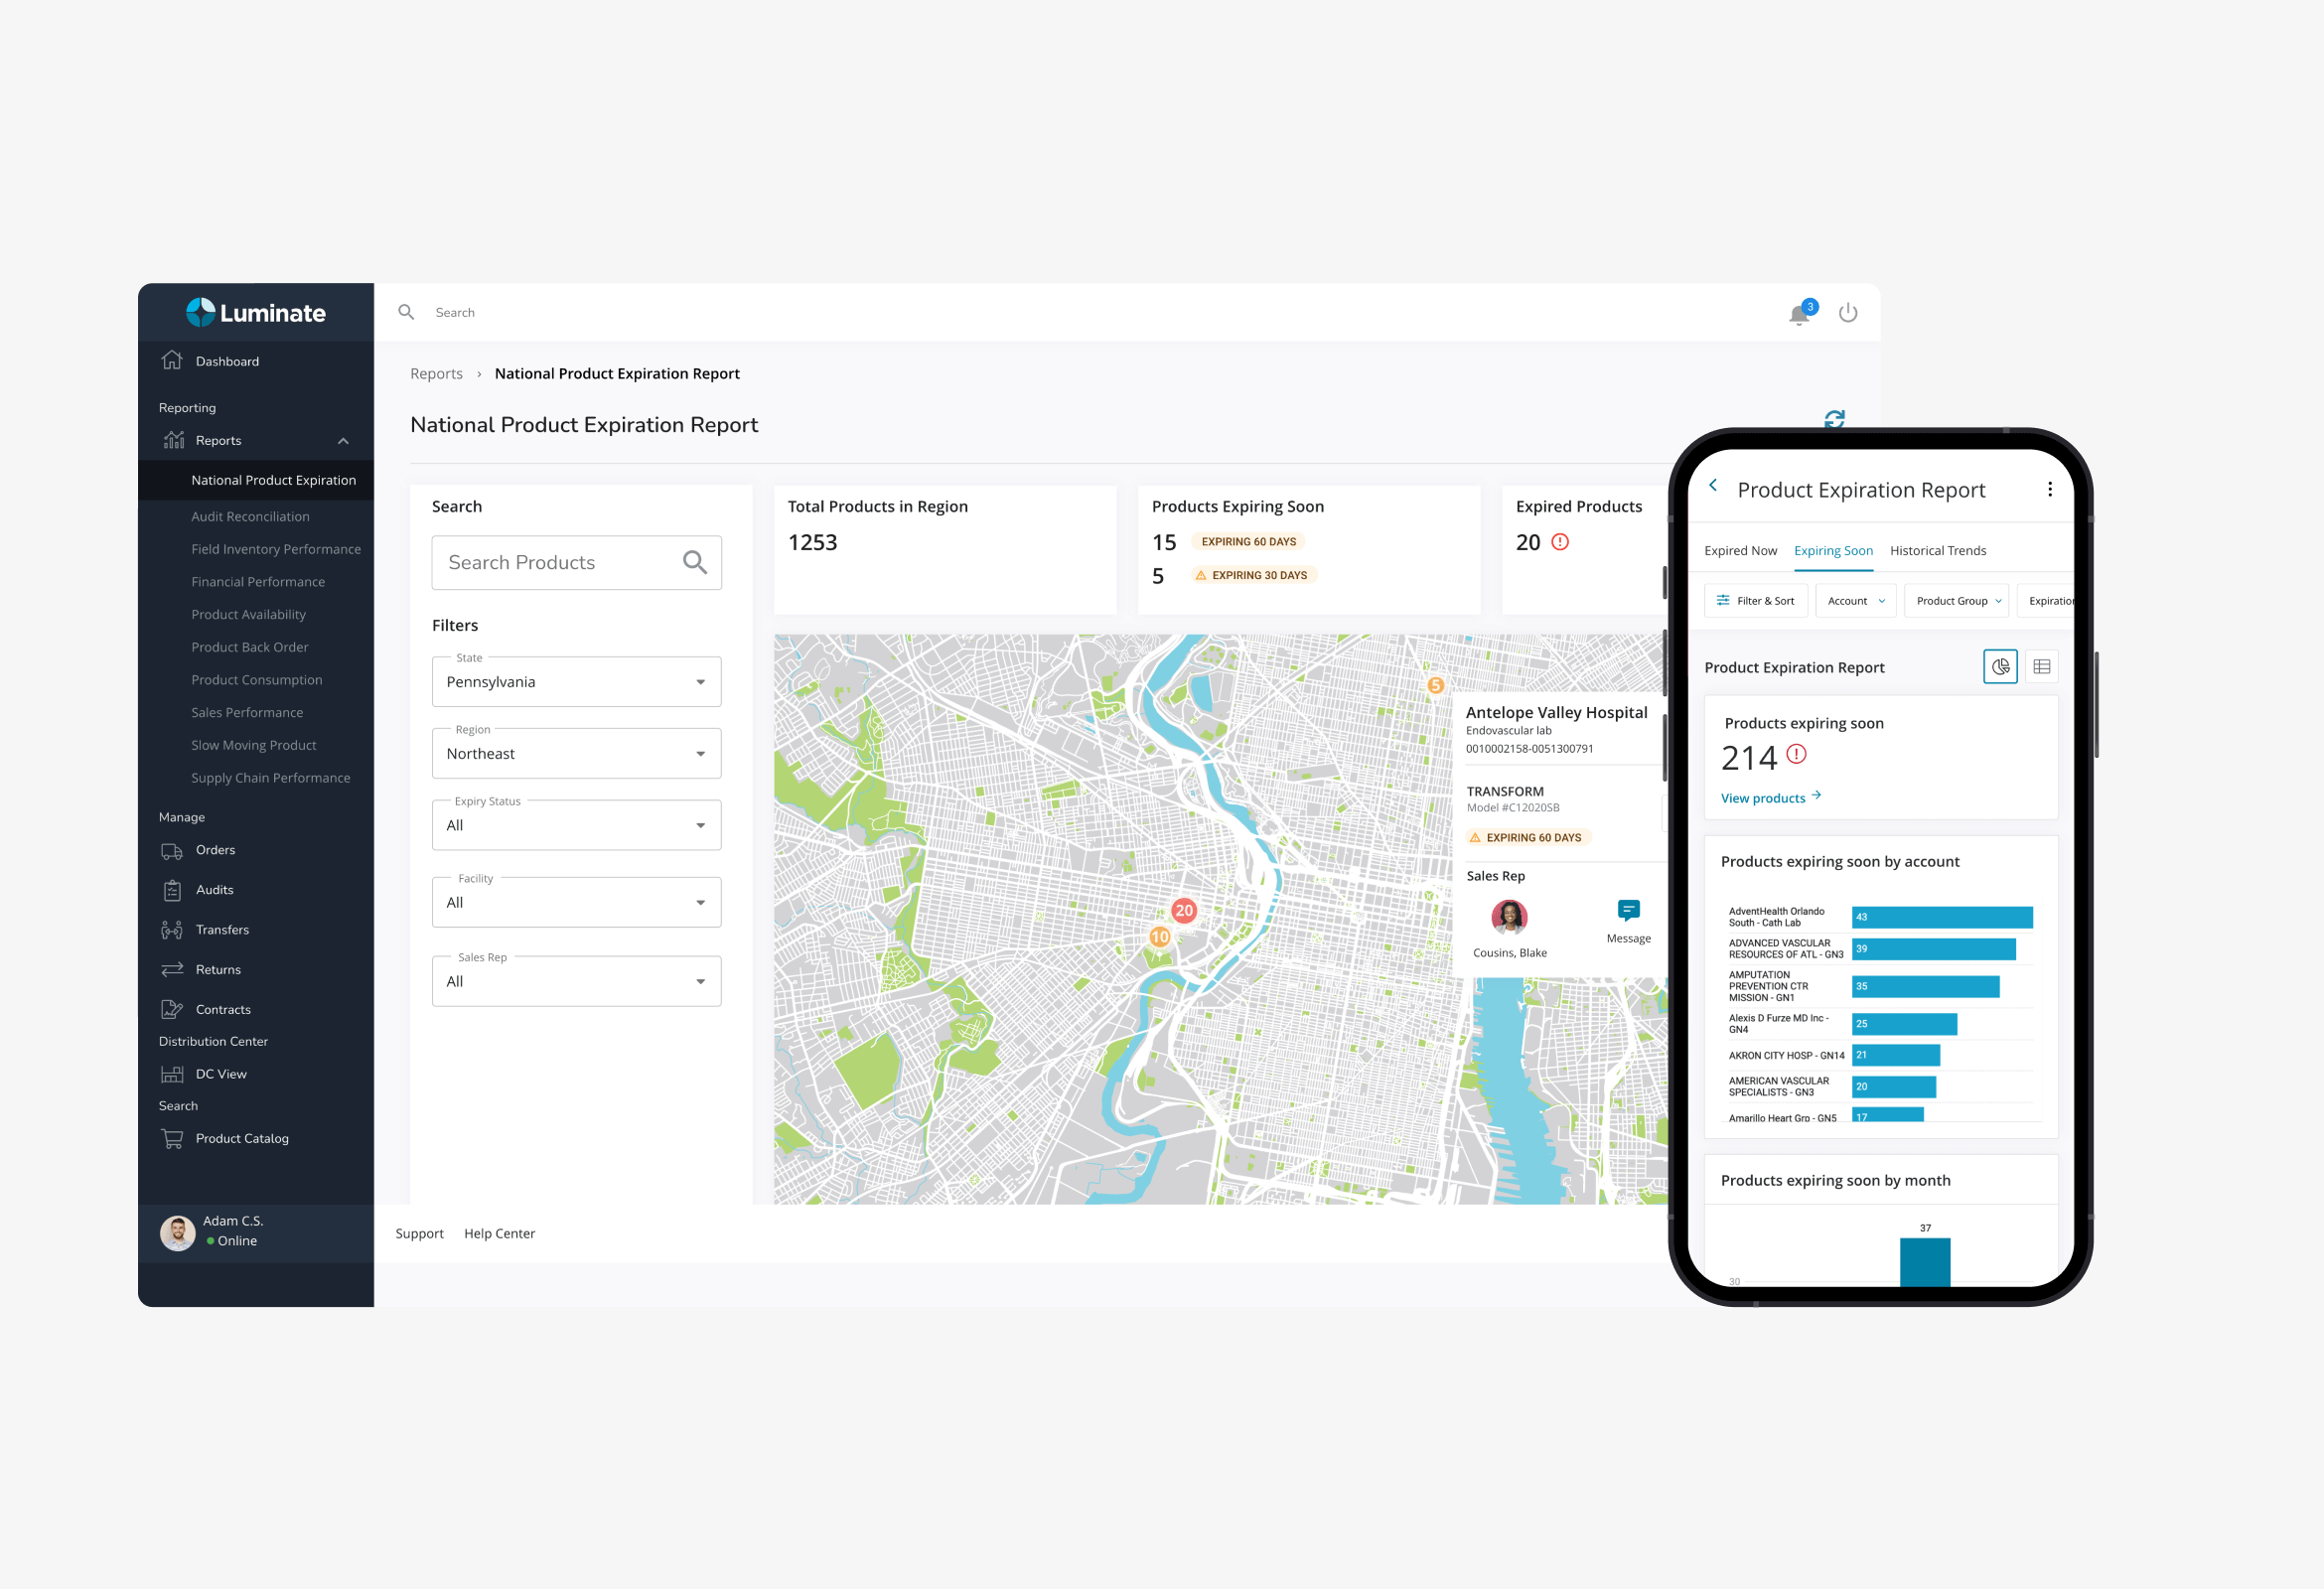 Luminate
Search
3
Dashboard
Reporting
Reports
National Product Expiration
Audit Reconciliation
Field Inventory Performance
Financial Performance
Product Availability
Product Back Order
Product Consumption
Sales Performance
Slow Moving Product
Supply Chain Performance
Manage
Orders
Audits
Transfers
Returns
Contracts
Distribution Center
DC View
Search
Product Catalog
Adam C.S.
Online
Reports › National Product Expiration Report
National Product Expiration Report
Search
Search Products
Filters
State
Pennsylvania
Region
Northeast
Expiry Status
All
Facility
All
Sales Rep
All
Total Products in Region
1253
Products Expiring Soon
15 EXPIRING 60 DAYS
5 EXPIRING 30 DAYS
Expired Products
20
5
20
10
Antelope Valley Hospital
Endovascular lab
0010002158-0051300791
TRANSFORM
Model #C12020SB
EXPIRING 60 DAYS
Sales Rep
Cousins, Blake
Message
Support Help Center
Product Expiration Report
Expired Now Expiring Soon Historical Trends
Filter & Sort Account Product Group Expiration
Product Expiration Report
Products expiring soon
214
View products
Products expiring soon by account
AdventHealth Orlando
South - Cath Lab
43
ADVANCED VASCULAR
RESOURCES OF ATL - GN3
39
AMPUTATION
PREVENTION CTR
MISSION - GN1
35
Alexis D Furze MD Inc -
GN4
25
AKRON CITY HOSP - GN14
21
AMERICAN VASCULAR
SPECIALISTS - GN3
20
Amarillo Heart Grp - GN5
17
Products expiring soon by month
37
30